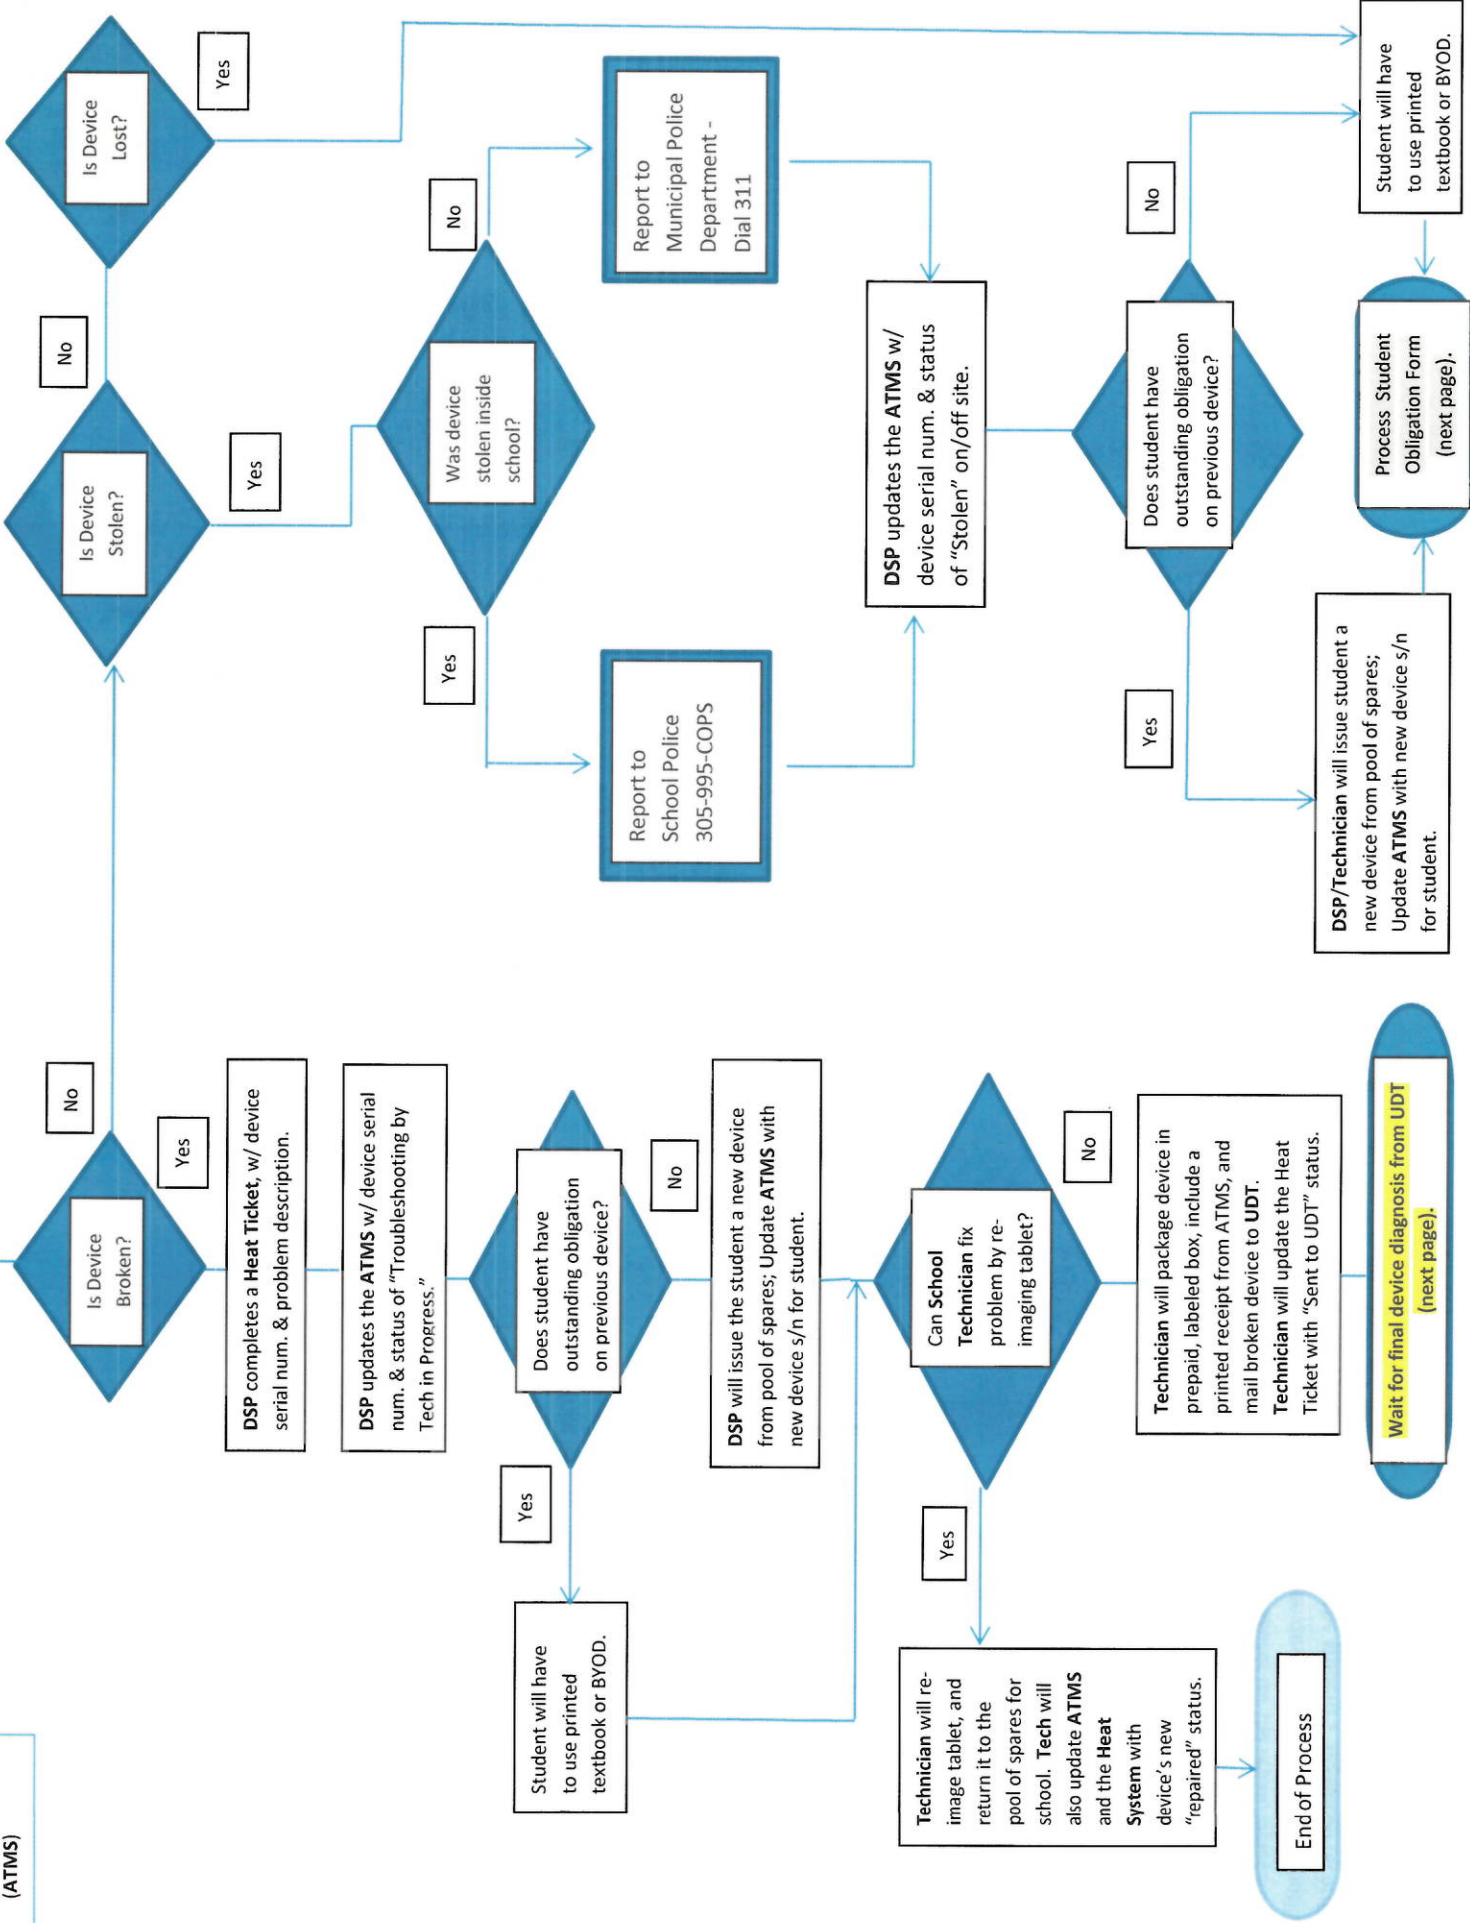 (ATMS)
Is Device
Broken?
No
Yes
DSP completes a Heat Ticket, w/ device
serial num. & problem description.
DSP updates the ATMS w/ device serial
num. & status of "Troubleshooting by
Tech in Progress."
Does student have
outstanding obligation
on previous device?
Yes
No
Student will have
to use printed
textbook or BYOD.
DSP will issue the student a new device
from pool of spares; Update ATMS with
new device s/n for student.
Can School
Technician fix
problem by re-
imaging tablet?
Yes
No
Technician will re-
image tablet, and
return it to the
pool of spares for
school. Tech will
also update ATMS
and the Heat
System with
device's new
"repaired" status.
End of Process
Technician will package device in
prepaid, labeled box, include a
printed receipt from ATMS, and
mail broken device to UDT.
Technician will update the Heat
Ticket with "Sent to UDT" status.
Wait for final device diagnosis from UDT
(next page).
Is Device
Stolen?
No
Yes
Is Device
Lost?
Yes
Was device
stolen inside
school?
Yes
No
Report to
School Police
305-995-COPS
Report to
Municipal Police
Department -
Dial 311
DSP updates the ATMS w/
device serial num. & status
of "Stolen" on/off site.
Does student have
outstanding obligation
on previous device?
Yes
No
DSP/Technician will issue student a
new device from pool of spares;
Update ATMS with new device s/n
for student.
Student will have
to use printed
textbook or BYOD.
Process Student
Obligation Form
(next page).